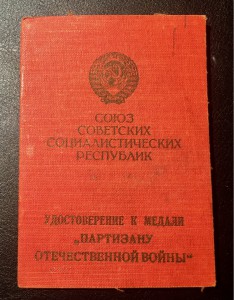 СОЮЗ
СОВЕТСКИХ
СОЦИАЛИСТИЧЕСКИХ
РЕСПУБЛИК
УДОСТОВЕРЕНИЕ К МЕДАЛИ
„ПАРТИЗАНУ
ОТЕЧЕСТВЕННОЙ ВОЙНЫ“